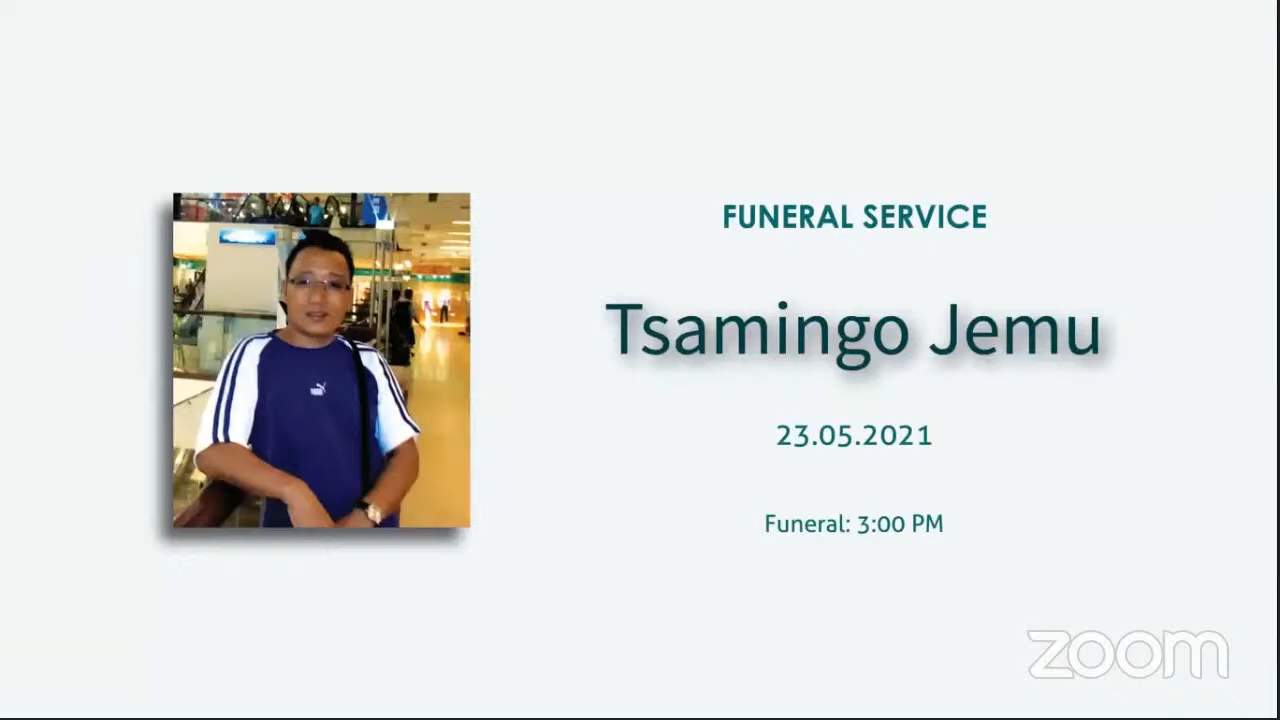 FUNERAL SERVICE
Tsamingo Jemu
23.05.2021
Funeral: 3:00 PM
zoom